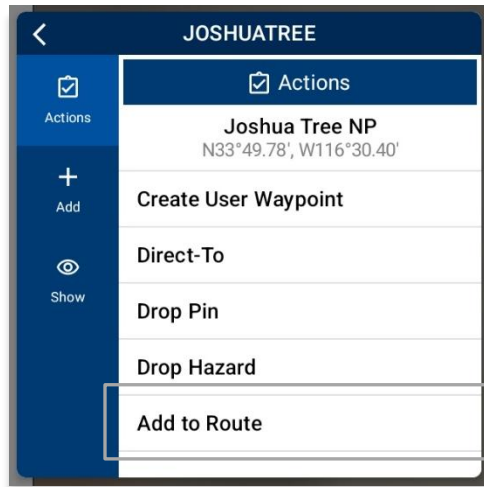 JOSHUATREE
Actions
Add
Show
Actions
Joshua Tree NP
N33°49.78', W116°30.40'
Create User Waypoint
Direct-To
Drop Pin
Drop Hazard
Add to Route